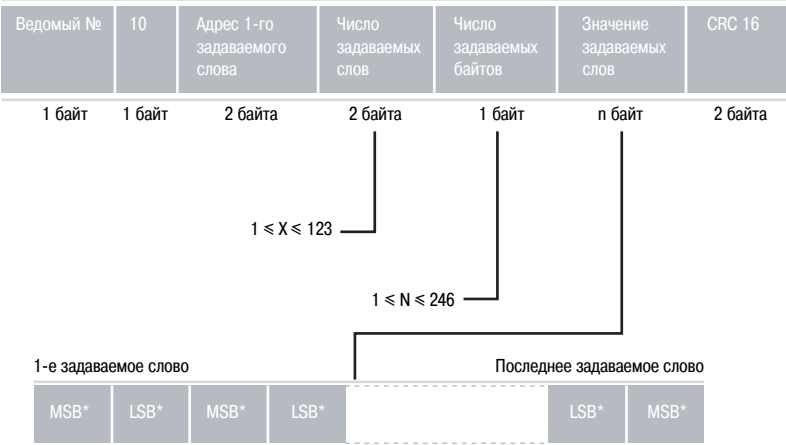 Ведомый № 10 Адрес 1-го задаваемого слова Число задаваемых слов Число задаваемых байтов Значение задаваемых слов CRC 16
1 байт 1 байт 2 байта 2 байта 1 байт n байт 2 байта
1 ⩽ X ⩽ 123
1 ⩽ N ⩽ 246
1-е задаваемое слово Последнее задаваемое слово
MSB* LSB* MSB* LSB* LSB* MSB*